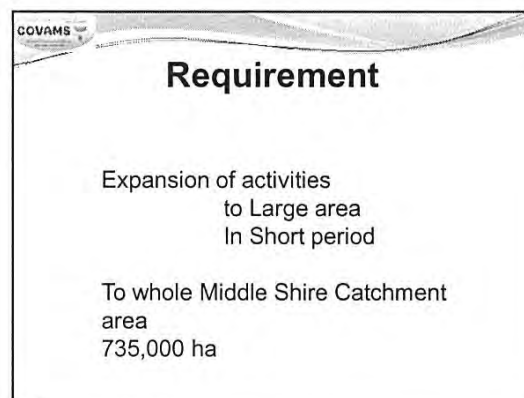 COVAMS
Requirement
Expansion of activities
to Large area
In Short period
To whole Middle Shire Catchment
area
735,000 ha